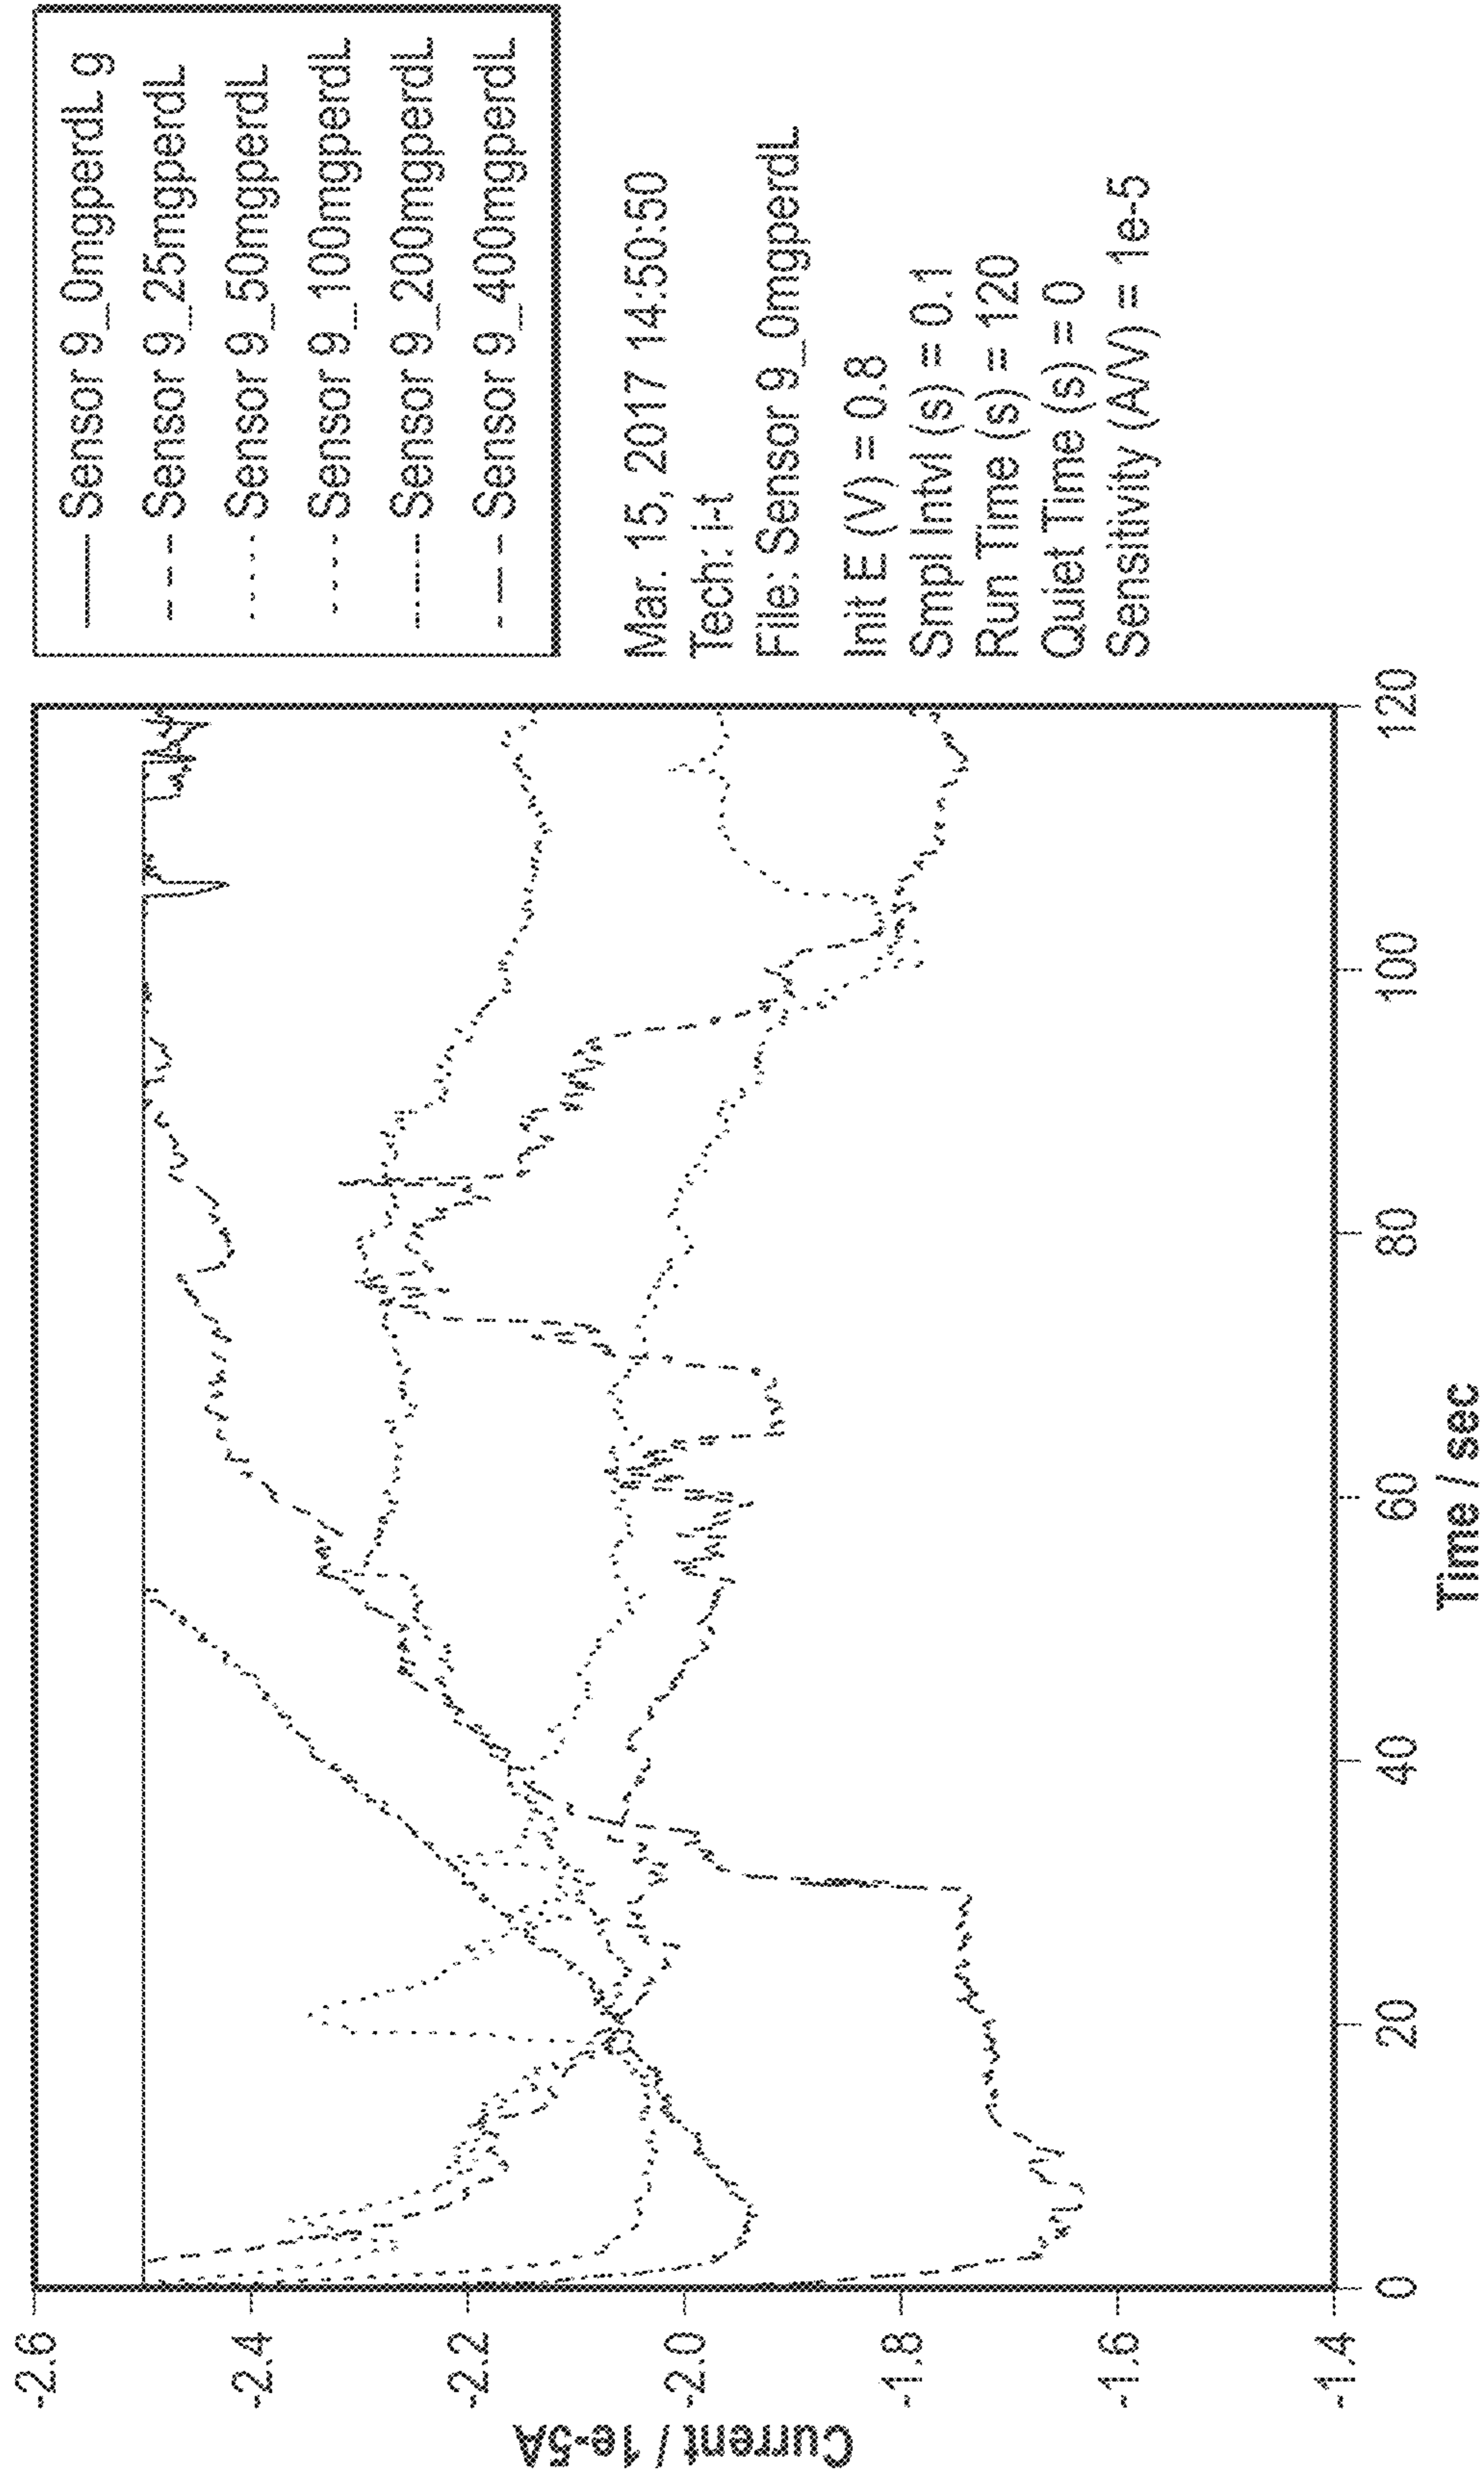 Sensor 9_0mgperdL g
Sensor 9_25mgperdL
Sensor 9_50mgperdL
Sensor 9_100mgperdL
Sensor 9_200mgperdL
Sensor 9_400mgperdL
Mar. 15, 2017 14:50:50
Tech: i-t
File: Sensor 9_0mgperdL
Init E (V) = 0.8
Smpl Intvl (s) = 0.1
Run Time (s) = 120
Quiet Time (s) = 0
Sensitivity (A/V) = 1e-5
Current / 1e-5A
-2.6
-2.4
-2.2
-2.0
-1.8
-1.6
-1.4
0
20
40
60
80
100
120
Time / sec